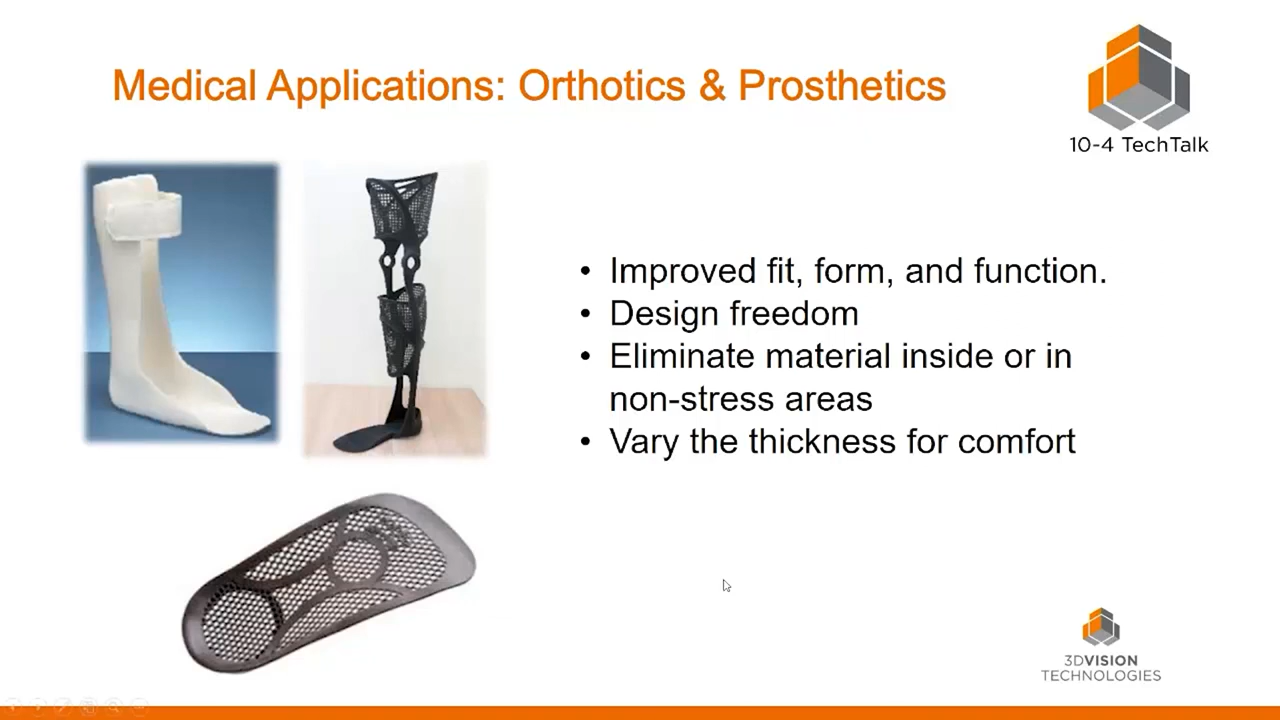 Medical Applications: Orthotics & Prosthetics
10-4 TechTalk
• Improved fit, form, and function.
• Design freedom
• Eliminate material inside or in
non-stress areas
• Vary the thickness for comfort
3DVISION
TECHNOLOGIES